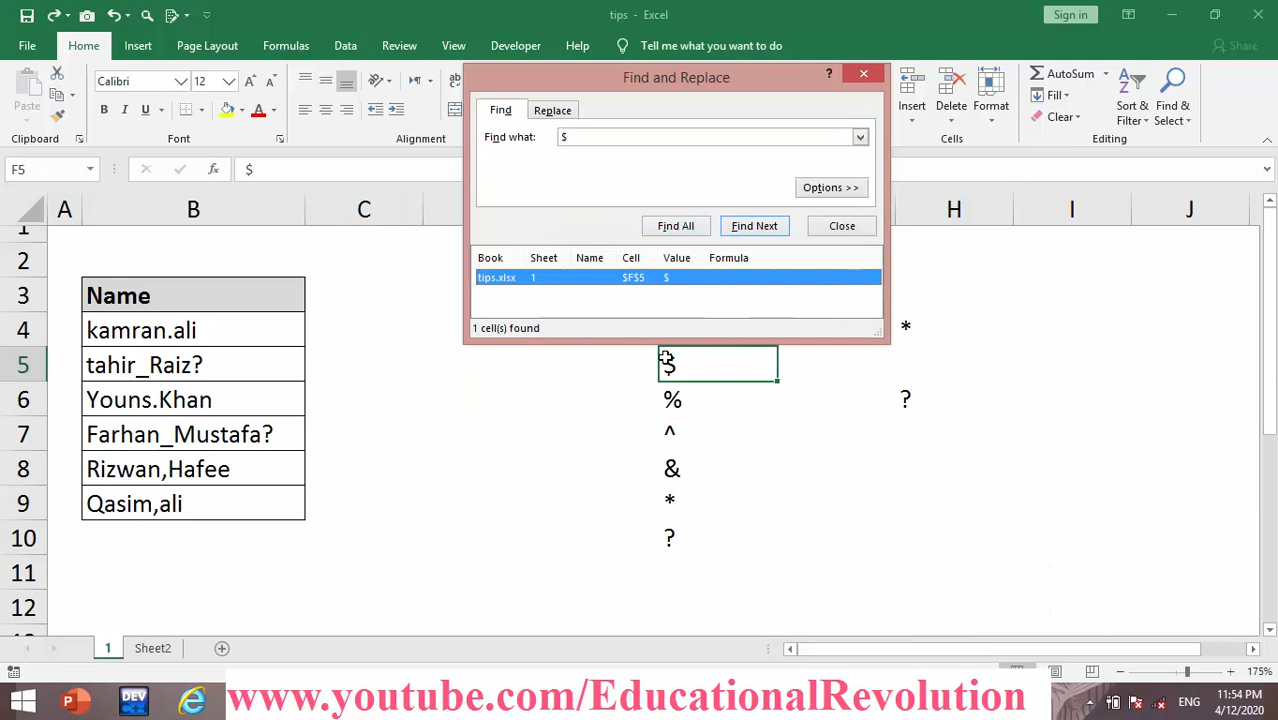 tips - Excel
Sign in
File Home Insert Page Layout Formulas Data Review View Developer Help Tell me what you want to do Share
Find and Replace
?
Find Replace
Find what: $
Options >>
Find All Find Next Close
Book Sheet Name Cell Value Formula
tips.xlsx 1 $F$5 $
1 cell(s) found
Paste
Calibri 12
B I U
Clipboard Font Alignment
Insert Delete Format
Cells
AutoSum
Fill
Clear
Sort & Filter
Find & Select
Editing
F5 fx $
A B C H I J
1
2
3 Name
4 kamran.ali *
5 tahir_Raiz? $
6 Youns.Khan % ?
7 Farhan_Mustafa? ^
8 Rizwan,Hafee &
9 Qasim,ali *
10 ?
11
12
1 Sheet2
175%
DEV
www.youtube.com/EducationalRevolution
ENG
11:54 PM
4/12/2020